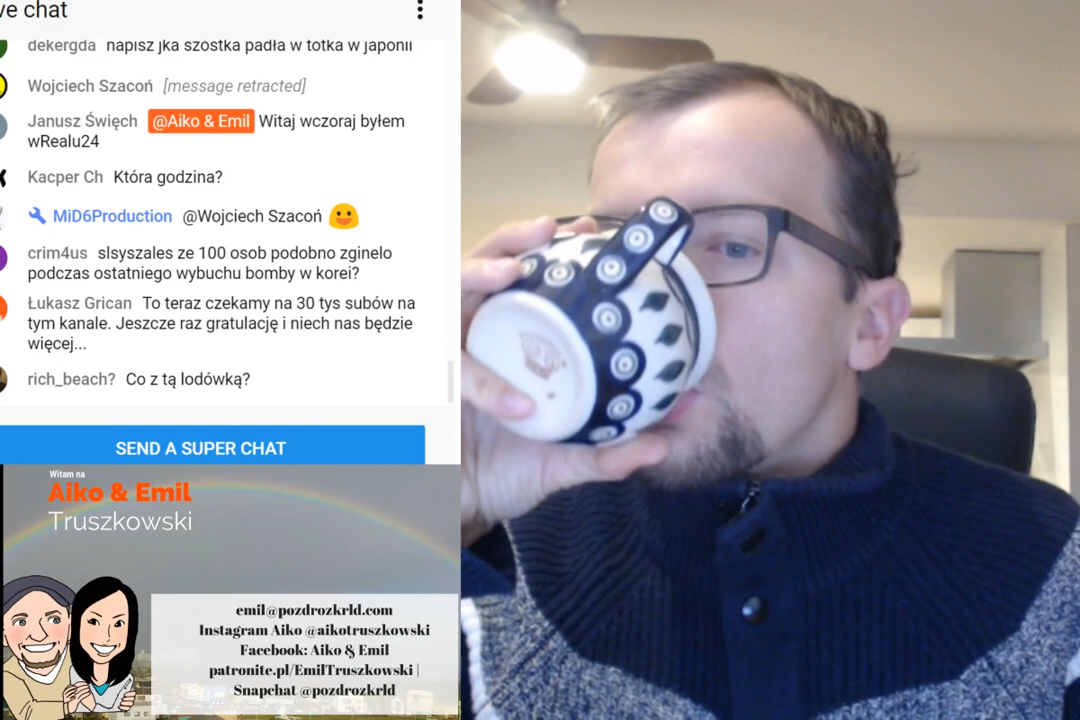 ve chat
dekergda napisz jka szóstka padła w totka w japonii
Wojciech Szacoń [message retracted]
Janusz Święch @Aiko & Emil Witaj wczoraj byłem
wRealu24
Kacper Ch Która godzina?
MiD6Production @Wojciech Szacoń
crim4us slsyszales ze 100 osob podobno zginelo
podczas ostatniego wybuchu bomby w korei?
Łukasz Grican To teraz czekamy na 30 tys subów na
tym kanale. Jeszcze raz gratulację i niech nas będzie
więcej...
rich_beach? Co z tą lodówką?
SEND A SUPER CHAT
Witam na
Aiko & Emil
Truszkowski
emil@pozdrozkrld.com
Instagram Aiko @aikotruszkowski
Facebook: Aiko & Emil
patronite.pl/EmilTruszkowski |
Snapchat @pozdrozkrld